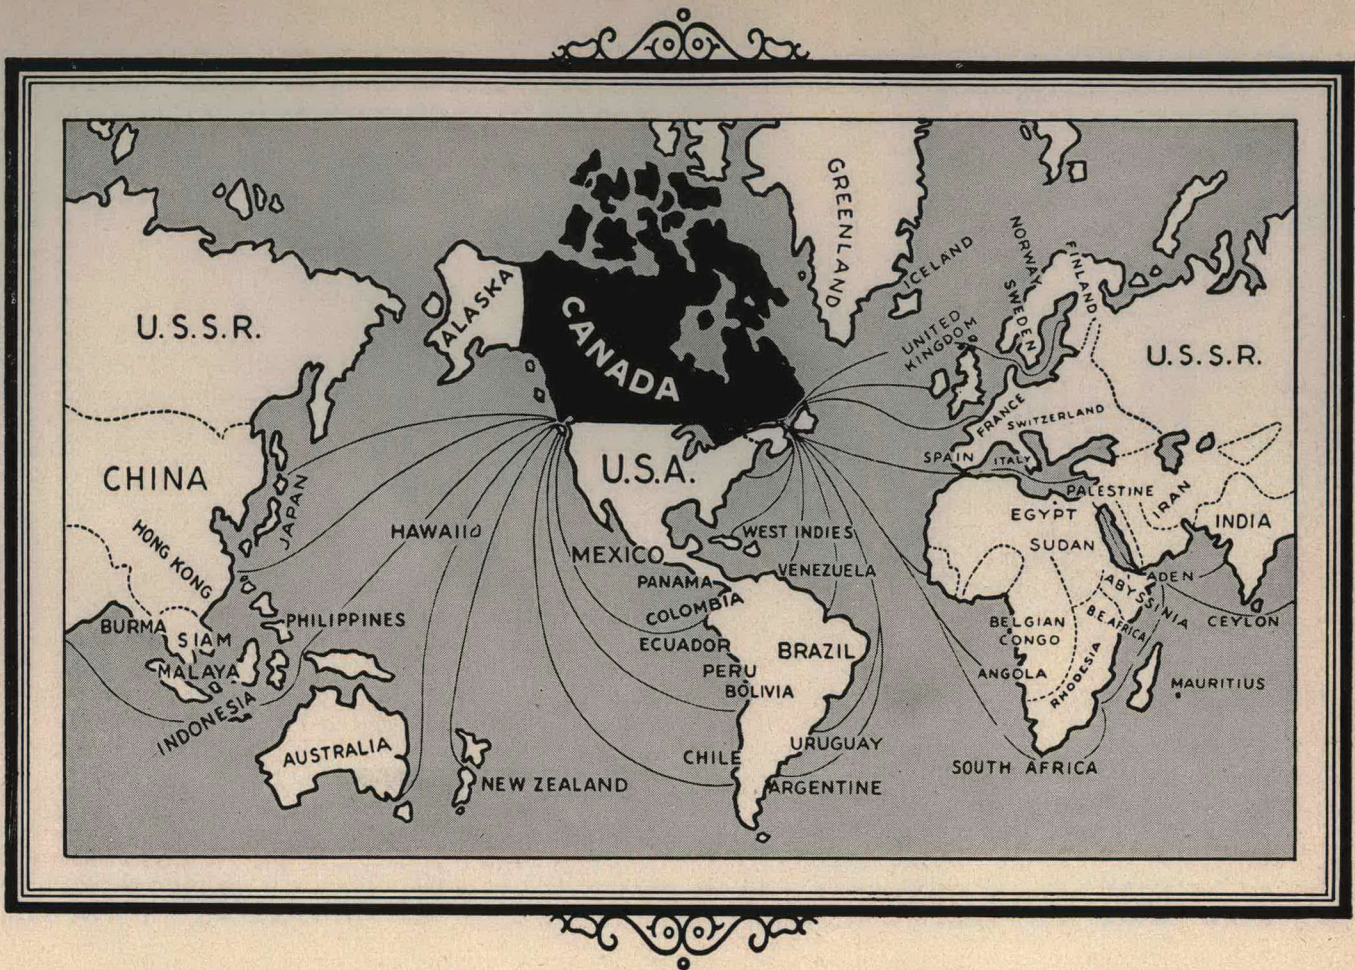 GREENLAND
ICELAND
NORWAY
SWEDEN
FINLAND
ALASKA
CANADA
U.S.S.R.
UNITED
KINGDOM
U.S.S.R.
FRANCE
SWITZERLAND
CHINA
U.S.A.
SPAIN
ITALY
JAPAN
PALESTINE
IRAN
HONG KONG
HAWAII
WEST INDIES
EGYPT
INDIA
MEXICO
SUDAN
PANAMA
VENEZUELA
ADEN
ABYSSINIA
COLOMBIA
BURMA
SIAM
PHILIPPINES
BELGIAN
CONGO
B.E. AFRICA
CEYLON
ECUADOR
BRAZIL
MALAYA
PERU
ANGOLA
RHODESIA
MAURITIUS
BOLIVIA
INDONESIA
AUSTRALIA
CHILE
URUGUAY
SOUTH AFRICA
NEW ZEALAND
ARGENTINE